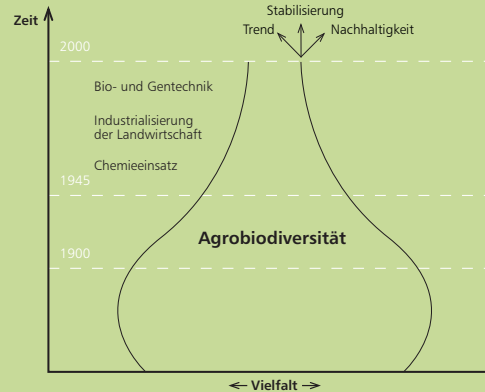 Zeit
Stabilisierung
Trend
Nachhaltigkeit
2000
Bio- und Gentechnik
Industrialisierung
der Landwirtschaft
Chemieeinsatz
1945
Agrobiodiversität
1900
Vielfalt